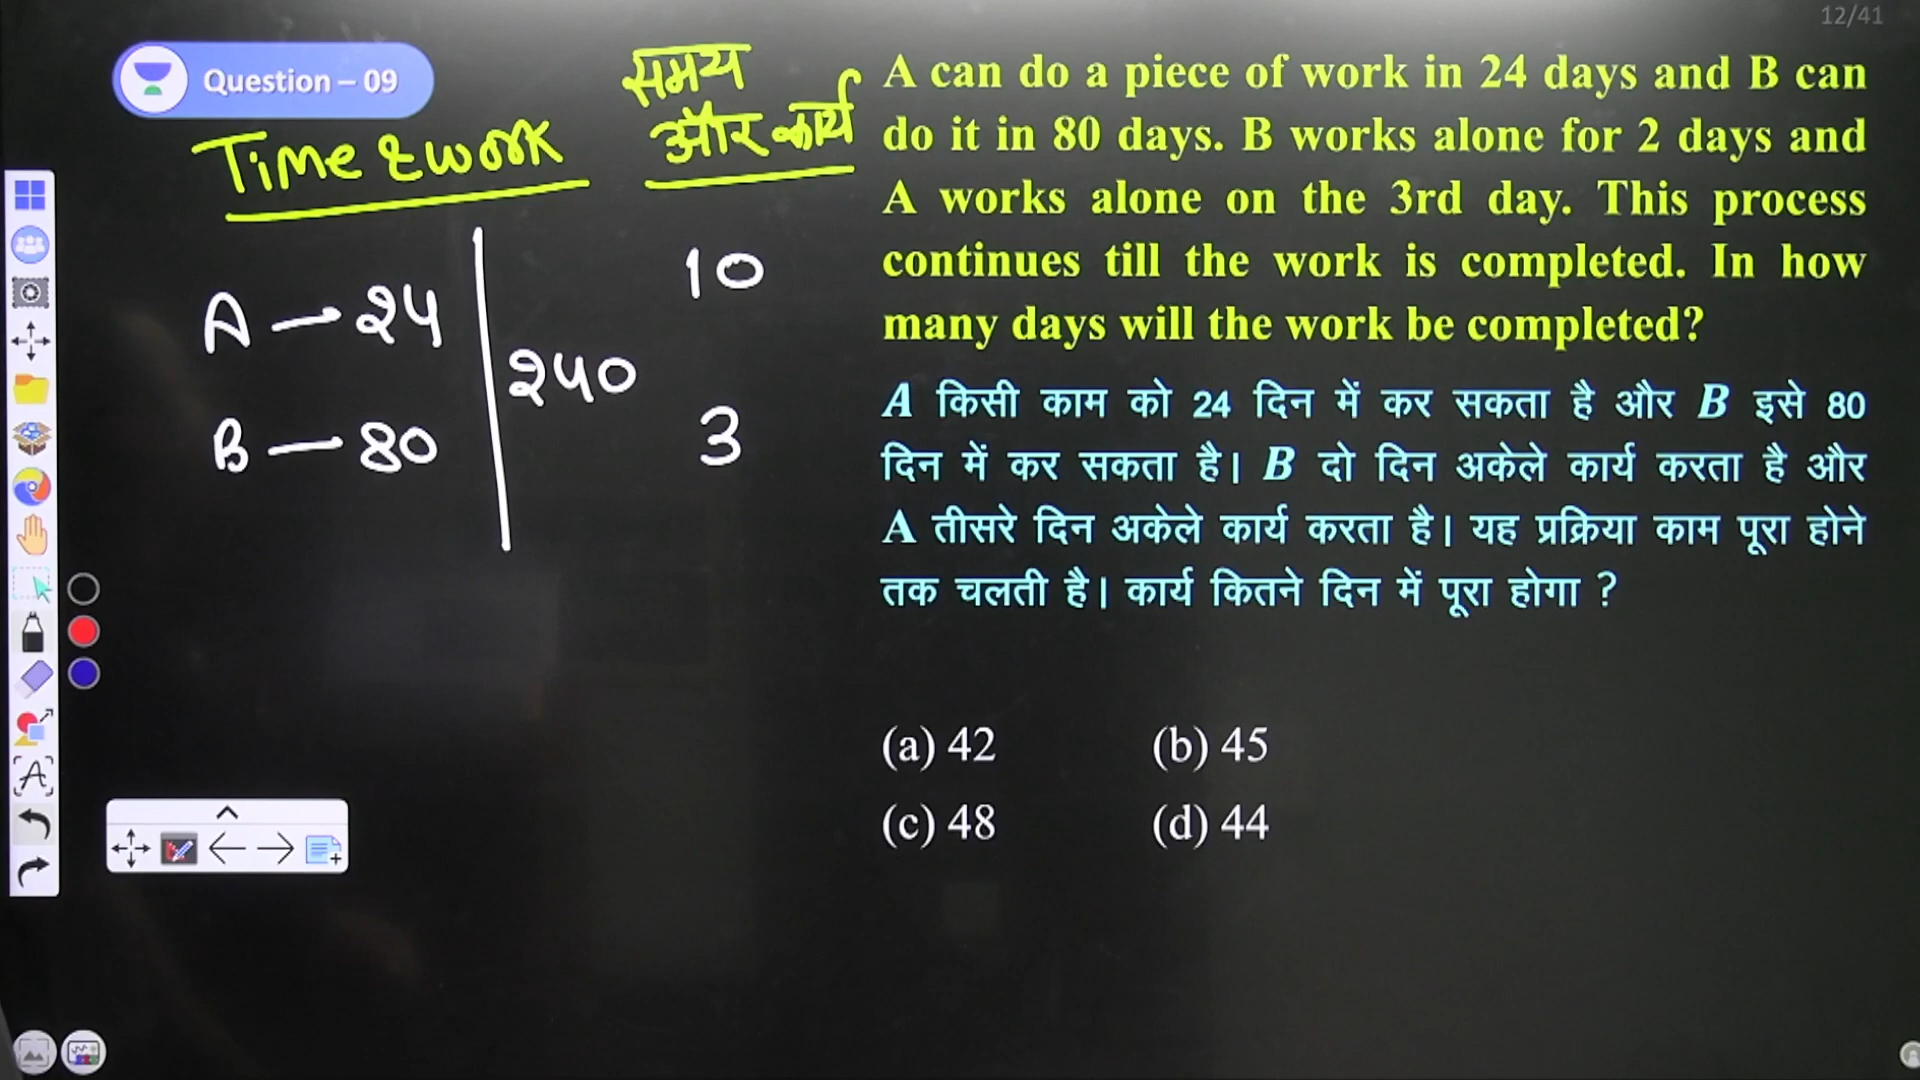 12/41
Question – 09
Time & work
समय
और कार्य
A can do a piece of work in 24 days and B can
do it in 80 days. B works alone for 2 days and
A works alone on the 3rd day. This process
continues till the work is completed. In how
many days will the work be completed?
A — 24
B — 80
240
10
3
A किसी काम को 24 दिन में कर सकता है और B इसे 80
दिन में कर सकता है। B दो दिन अकेले कार्य करता है और
A तीसरे दिन अकेले कार्य करता है। यह प्रक्रिया काम पूरा होने
तक चलती है। कार्य कितने दिन में पूरा होगा ?
(a) 42
(b) 45
(c) 48
(d) 44